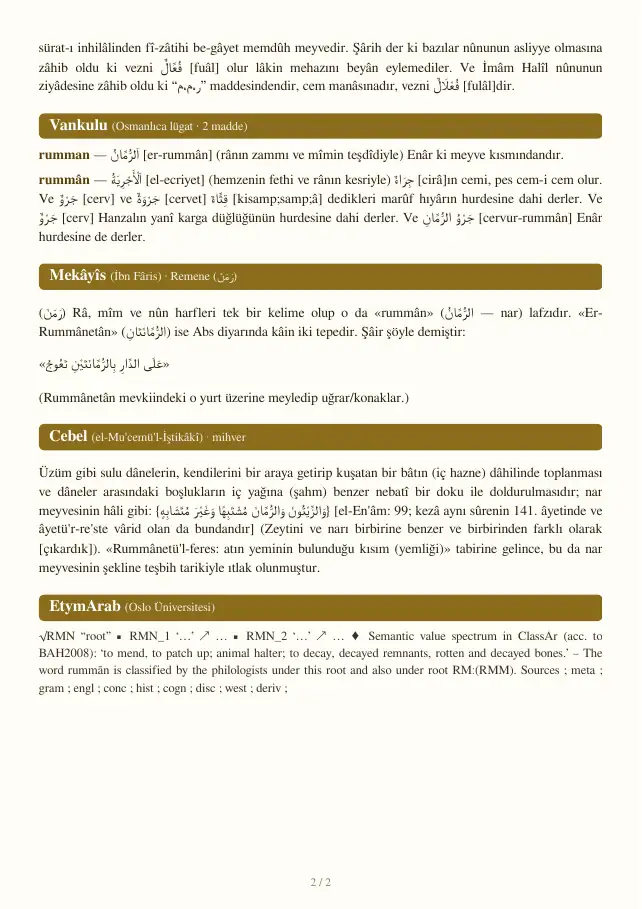 sürat-ı inhilâlinden fî-zâtihi be-gâyet memdûh meyvedir. Şârih der ki bazılar nûnunun asliyye olmasına
zâhib oldu ki vezni فُعَّالٌ [fuâl] olur lâkin mehazını beyân eylemediler. Ve İmâm Halîl nûnunun
ziyâdesine zâhib oldu ki “ر،م،م” maddesindendir, cem manâsınadır, vezni فُعْلَالٌ [fulâl]dir.
Vankulu (Osmanlıca lügat · 2 madde)
rumman — اَلرُّمَّانُ [er-rummân] (rânın zammı ve mîmin teşdîdiyle) Enâr ki meyve kısmındandır.
rummân — اَلْأَجْرِيَةُ [el-ecriyet] (hemzenin fethi ve rânın kesriyle) جِرَاءٌ [cirâ]ın cemi, pes cem-i cem olur.
Ve جَرْوٌ [cerv] ve جَرْوَةٌ [cervet] قِثَّاءٌ [kisamp;samp;â] dedikleri marûf hıyârın hurdesine dahi derler. Ve
جَرْوٌ [cerv] Hanzalın yanî karga düğlüğünün hurdesine dahi derler. Ve جَرْوُ الرُّمَّانِ [cervur-rummân] Enâr
hurdesine de derler.
Mekâyîs (İbn Fâris) · Remene (رَمَنَ)
(رَمَنَ) Râ, mîm ve nûn harfleri tek bir kelime olup o da «rummân» (الرُّمَّانُ — nar) lafzıdır. «Er-
Rummânetân» (الرُّمَّانَتَانِ) ise Abs diyarında kâin iki tepedir. Şâir şöyle demiştir:
«عَلَى الدَّارِ بِالرُّمَّانَتَيْنِ تَعُوجُ»
(Rummânetân mevkiindeki o yurt üzerine meyledip uğrar/konaklar.)
Cebel (el-Mu'cemü'l-İştikâkî) · mihver
Üzüm gibi sulu dânelerin, kendilerini bir araya getirip kuşatan bir bâtın (iç hazne) dâhilinde toplanması
ve dâneler arasındaki boşlukların iç yağına (şahm) benzer nebatî bir doku ile doldurulmasıdır; nar
meyvesinin hâli gibi: {وَالزَّيْتُونَ وَالرُّمَّانَ مُشْتَبِهًا وَغَيْرَ مُتَشَابِهٍ} [el-En'âm: 99; kezâ aynı sûrenin 141. âyetinde ve
âyetü'r-re'ste vârid olan da bundandır] (Zeytini ve narı birbirine benzer ve birbirinden farklı olarak
[çıkardık]). «Rummânetü'l-feres: atın yeminin bulunduğu kısım (yemliği)» tabirine gelince, bu da nar
meyvesinin şekline teşbih tarikiyle ıtlak olunmuştur.
EtymArab (Oslo Üniversitesi)
√RMN “root” ▪ RMN_1 ‘…’ ↗ … ▪ RMN_2 ‘…’ ↗ … ♦ Semantic value spectrum in ClassAr (acc. to
BAH2008): ‘to mend, to patch up; animal halter; to decay, decayed remnants, rotten and decayed bones.’ – The
word rummān is classified by the philologists under this root and also under root RM:(RMM). Sources ; meta ;
gram ; engl ; conc ; hist ; cogn ; disc ; west ; deriv ;
2 / 2